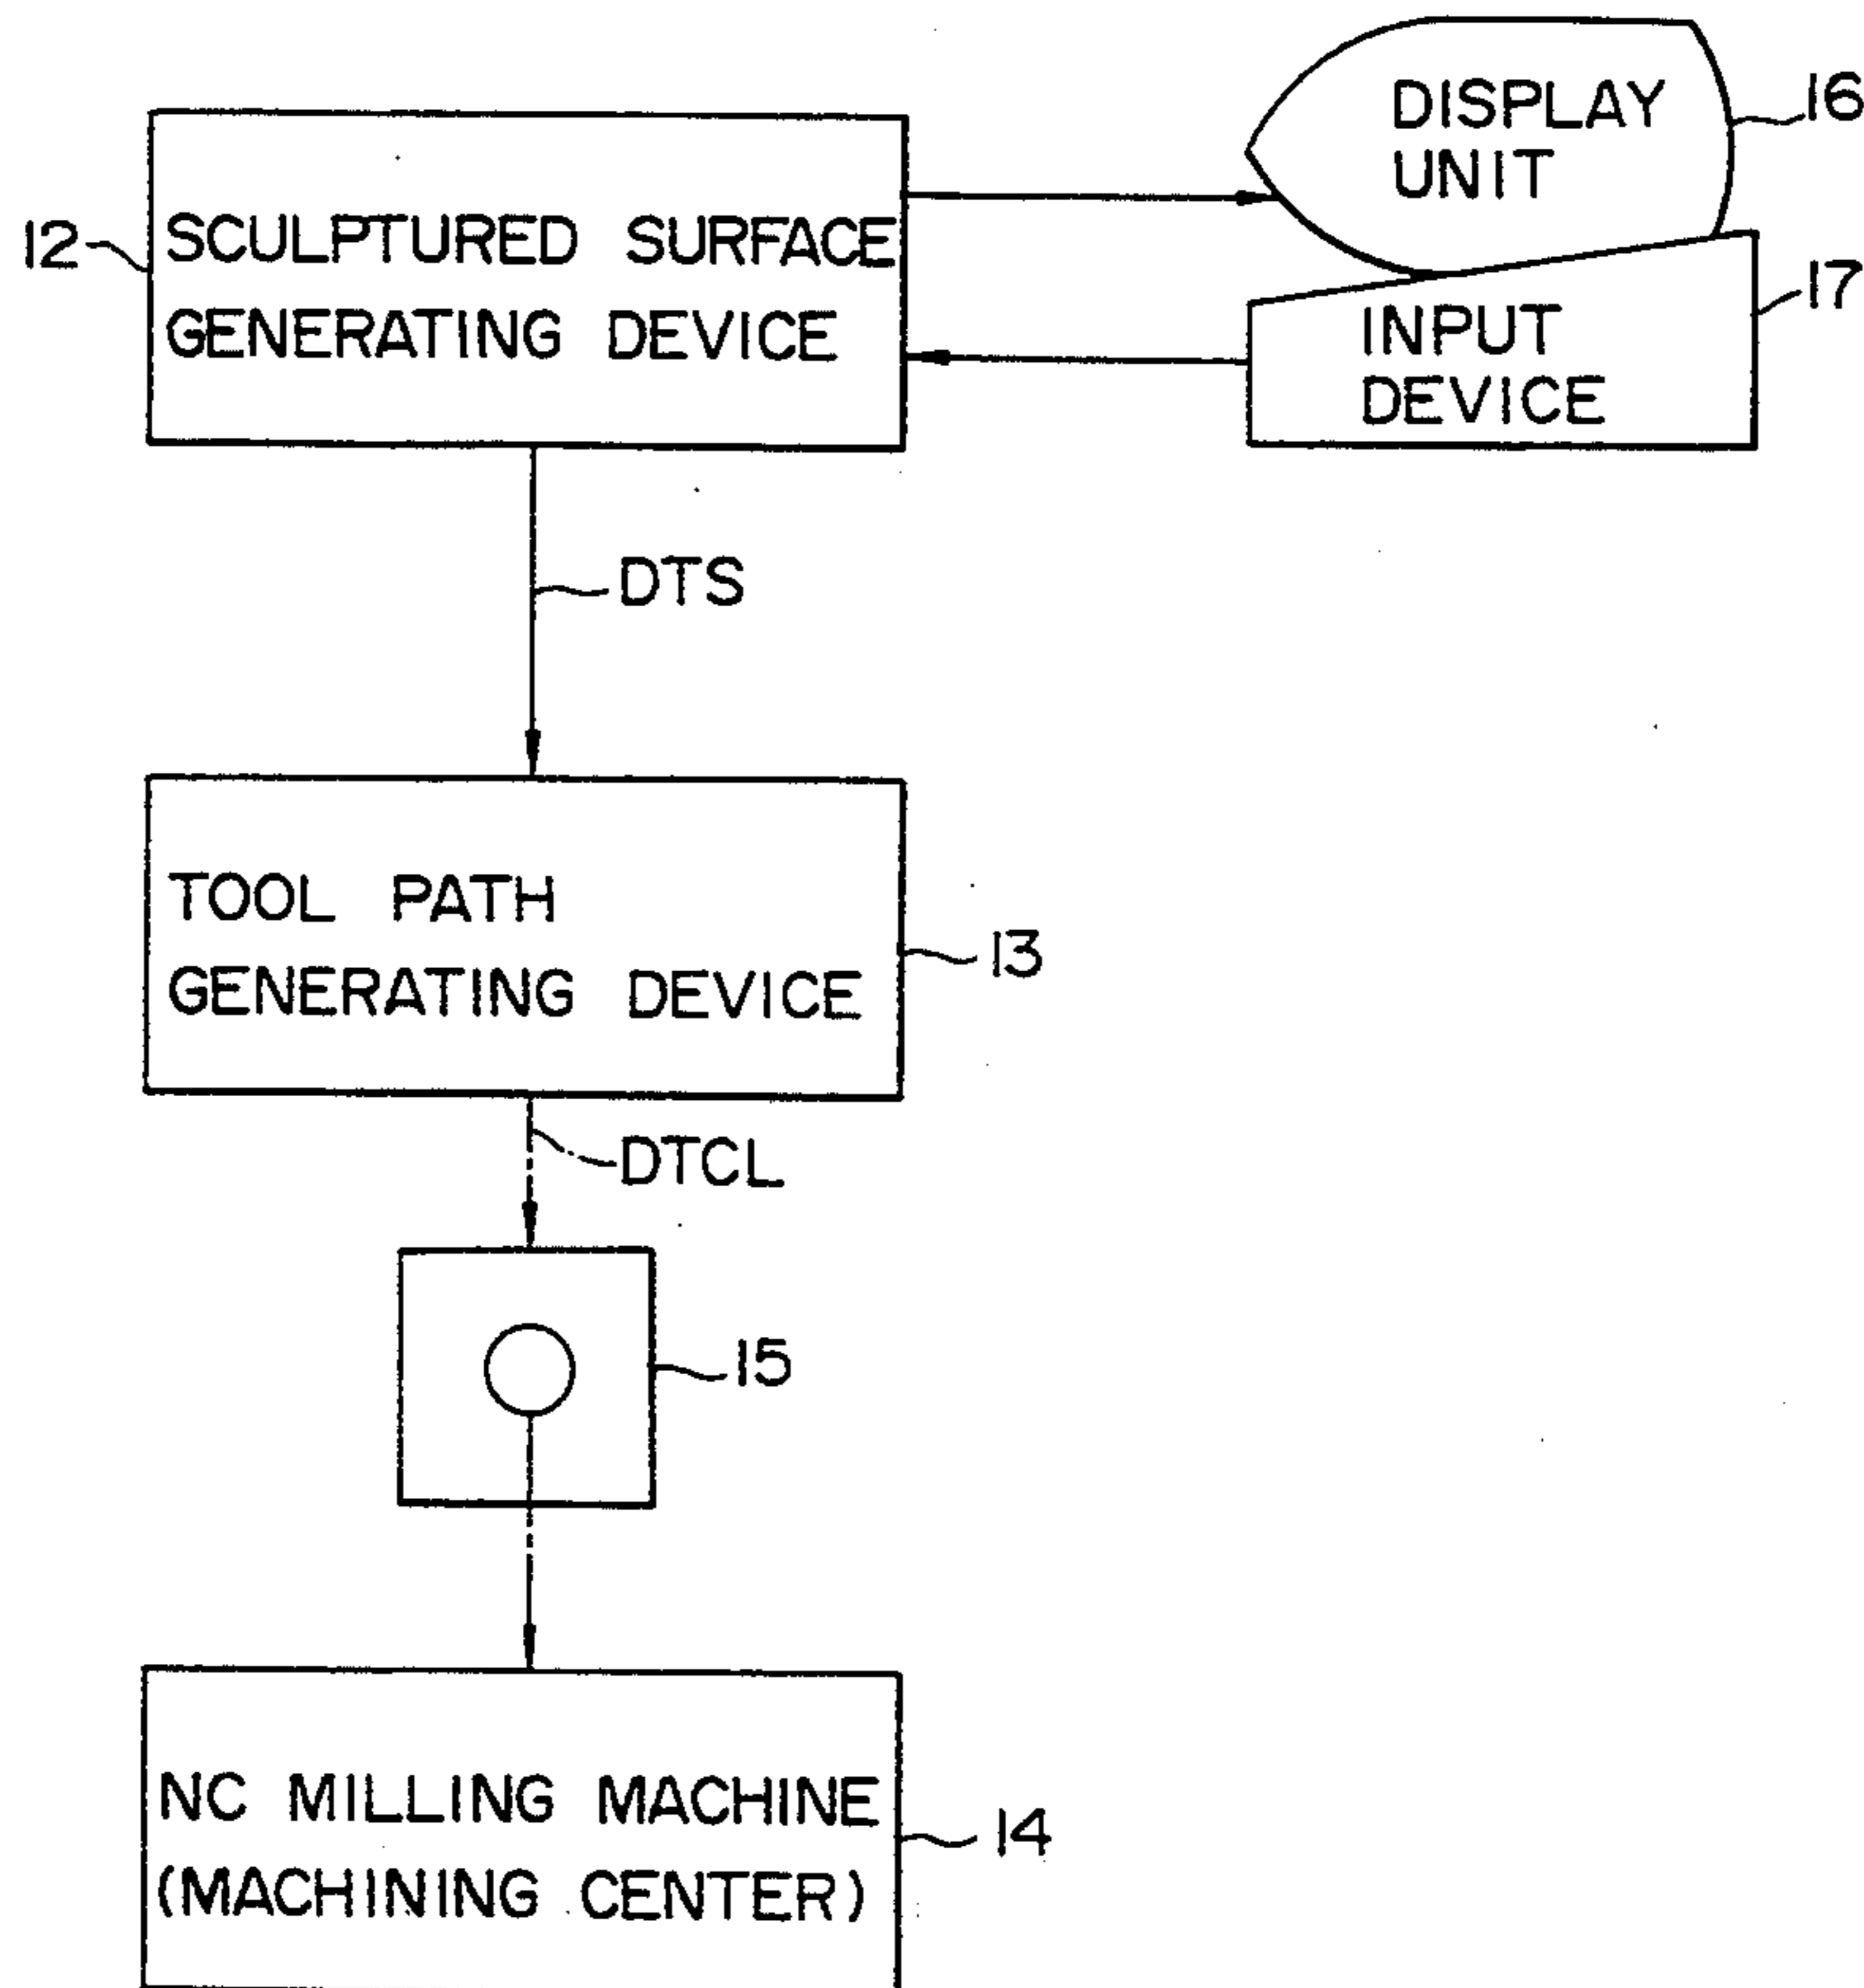 DISPLAY
UNIT
16
12
SCULPTURED SURFACE
GENERATING DEVICE
17
INPUT
DEVICE
DTS
TOOL PATH
GENERATING DEVICE
13
DTCL
15
NC MILLING MACHINE
(MACHINING CENTER)
14